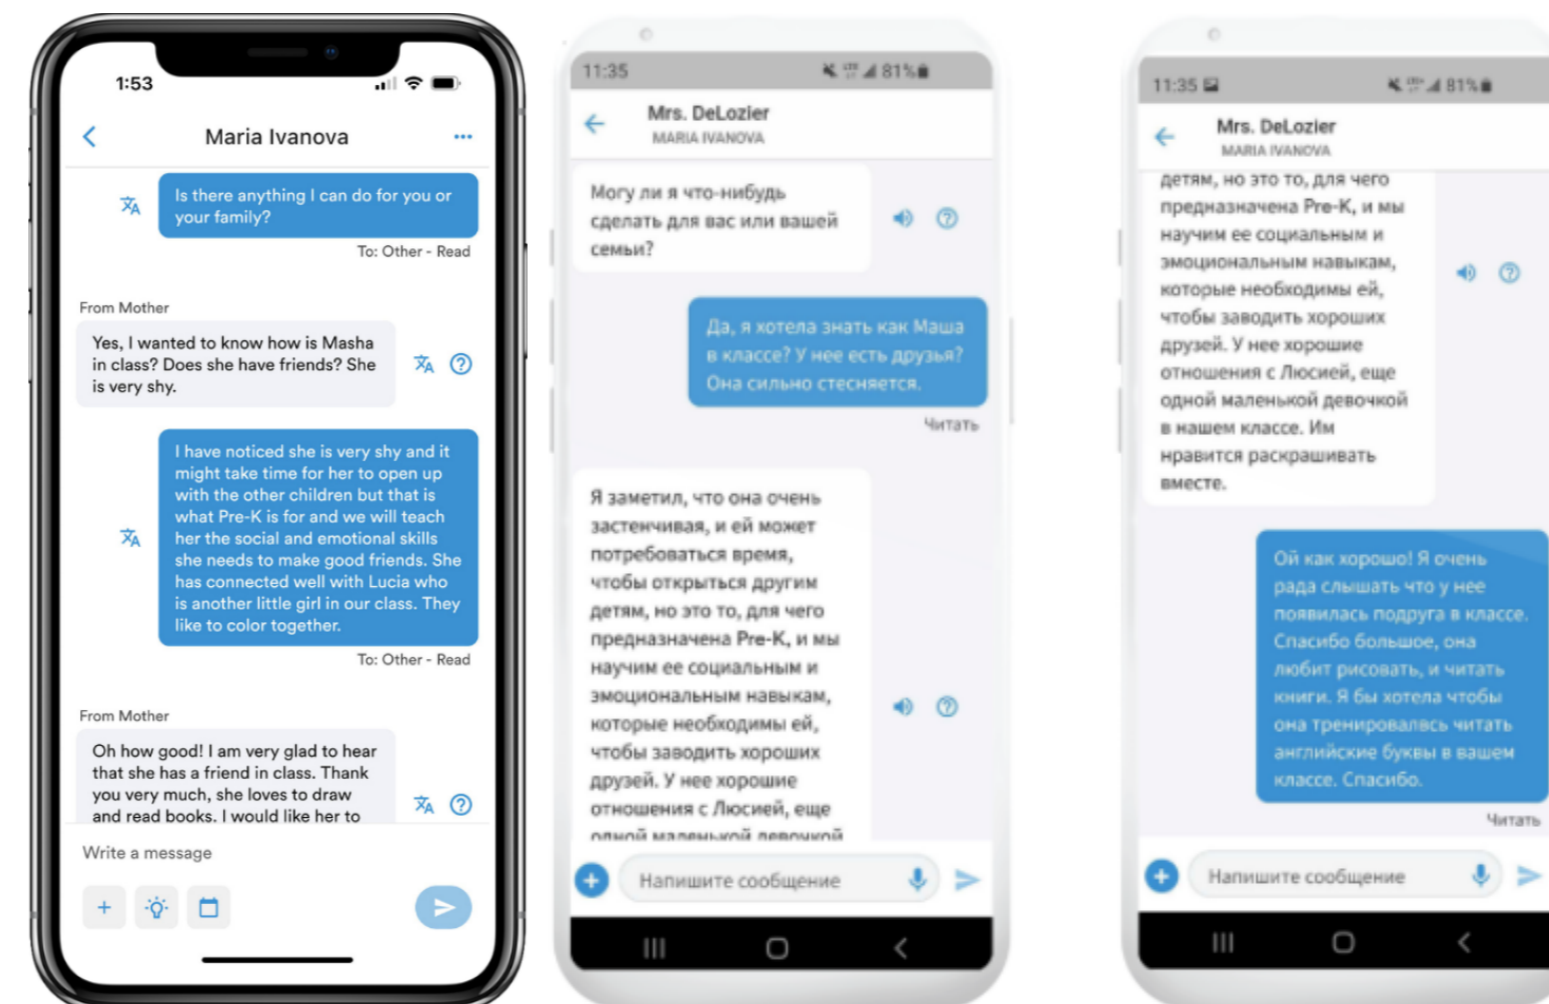 1:53
Maria Ivanova
Is there anything I can do for you or
your family?
To: Other - Read
From Mother
Yes, I wanted to know how is Masha
in class? Does she have friends? She
is very shy.
I have noticed she is very shy and it
might take time for her to open up
with the other children but that is
what Pre-K is for and we will teach
her the social and emotional skills
she needs to make good friends. She
has connected well with Lucia who
is another little girl in our class. They
like to color together.
To: Other - Read
From Mother
Oh how good! I am very glad to hear
that she has a friend in class. Thank
you very much, she loves to draw
and read books. I would like her to
Write a message
11:35
81%
Mrs. DeLozier
MARIA IVANOVA
Могу ли я что-нибудь
сделать для вас или вашей
семьи?
Да, я хотела знать как Маша
в классе? У нее есть друзья?
Она сильно стесняется.
Читать
Я заметил, что она очень
застенчивая, и ей может
потребоваться время,
чтобы открыться другим
детям, но это то, для чего
предназначена Pre-K, и мы
научим ее социальным и
эмоциональным навыкам,
которые необходимы ей,
чтобы заводить хороших
друзей. У нее хорошие
отношения с Люсией, еще
одной маленькой девочкой
Напишите сообщение
11:35
81%
Mrs. DeLozier
MARIA IVANOVA
детям, но это то, для чего
предназначена Pre-K, и мы
научим ее социальным и
эмоциональным навыкам,
которые необходимы ей,
чтобы заводить хороших
друзей. У нее хорошие
отношения с Люсией, еще
одной маленькой девочкой
в нашем классе. Им
нравится раскрашивать
вместе.
Ой как хорошо! Я очень
рада слышать что у нее
появилась подруга в классе.
Спасибо большое, она
любит рисовать, и читать
книги. Я бы хотела чтобы
она тренировалвсь читать
английские буквы в вашем
классе. Спасибо.
Читать
Напишите сообщение